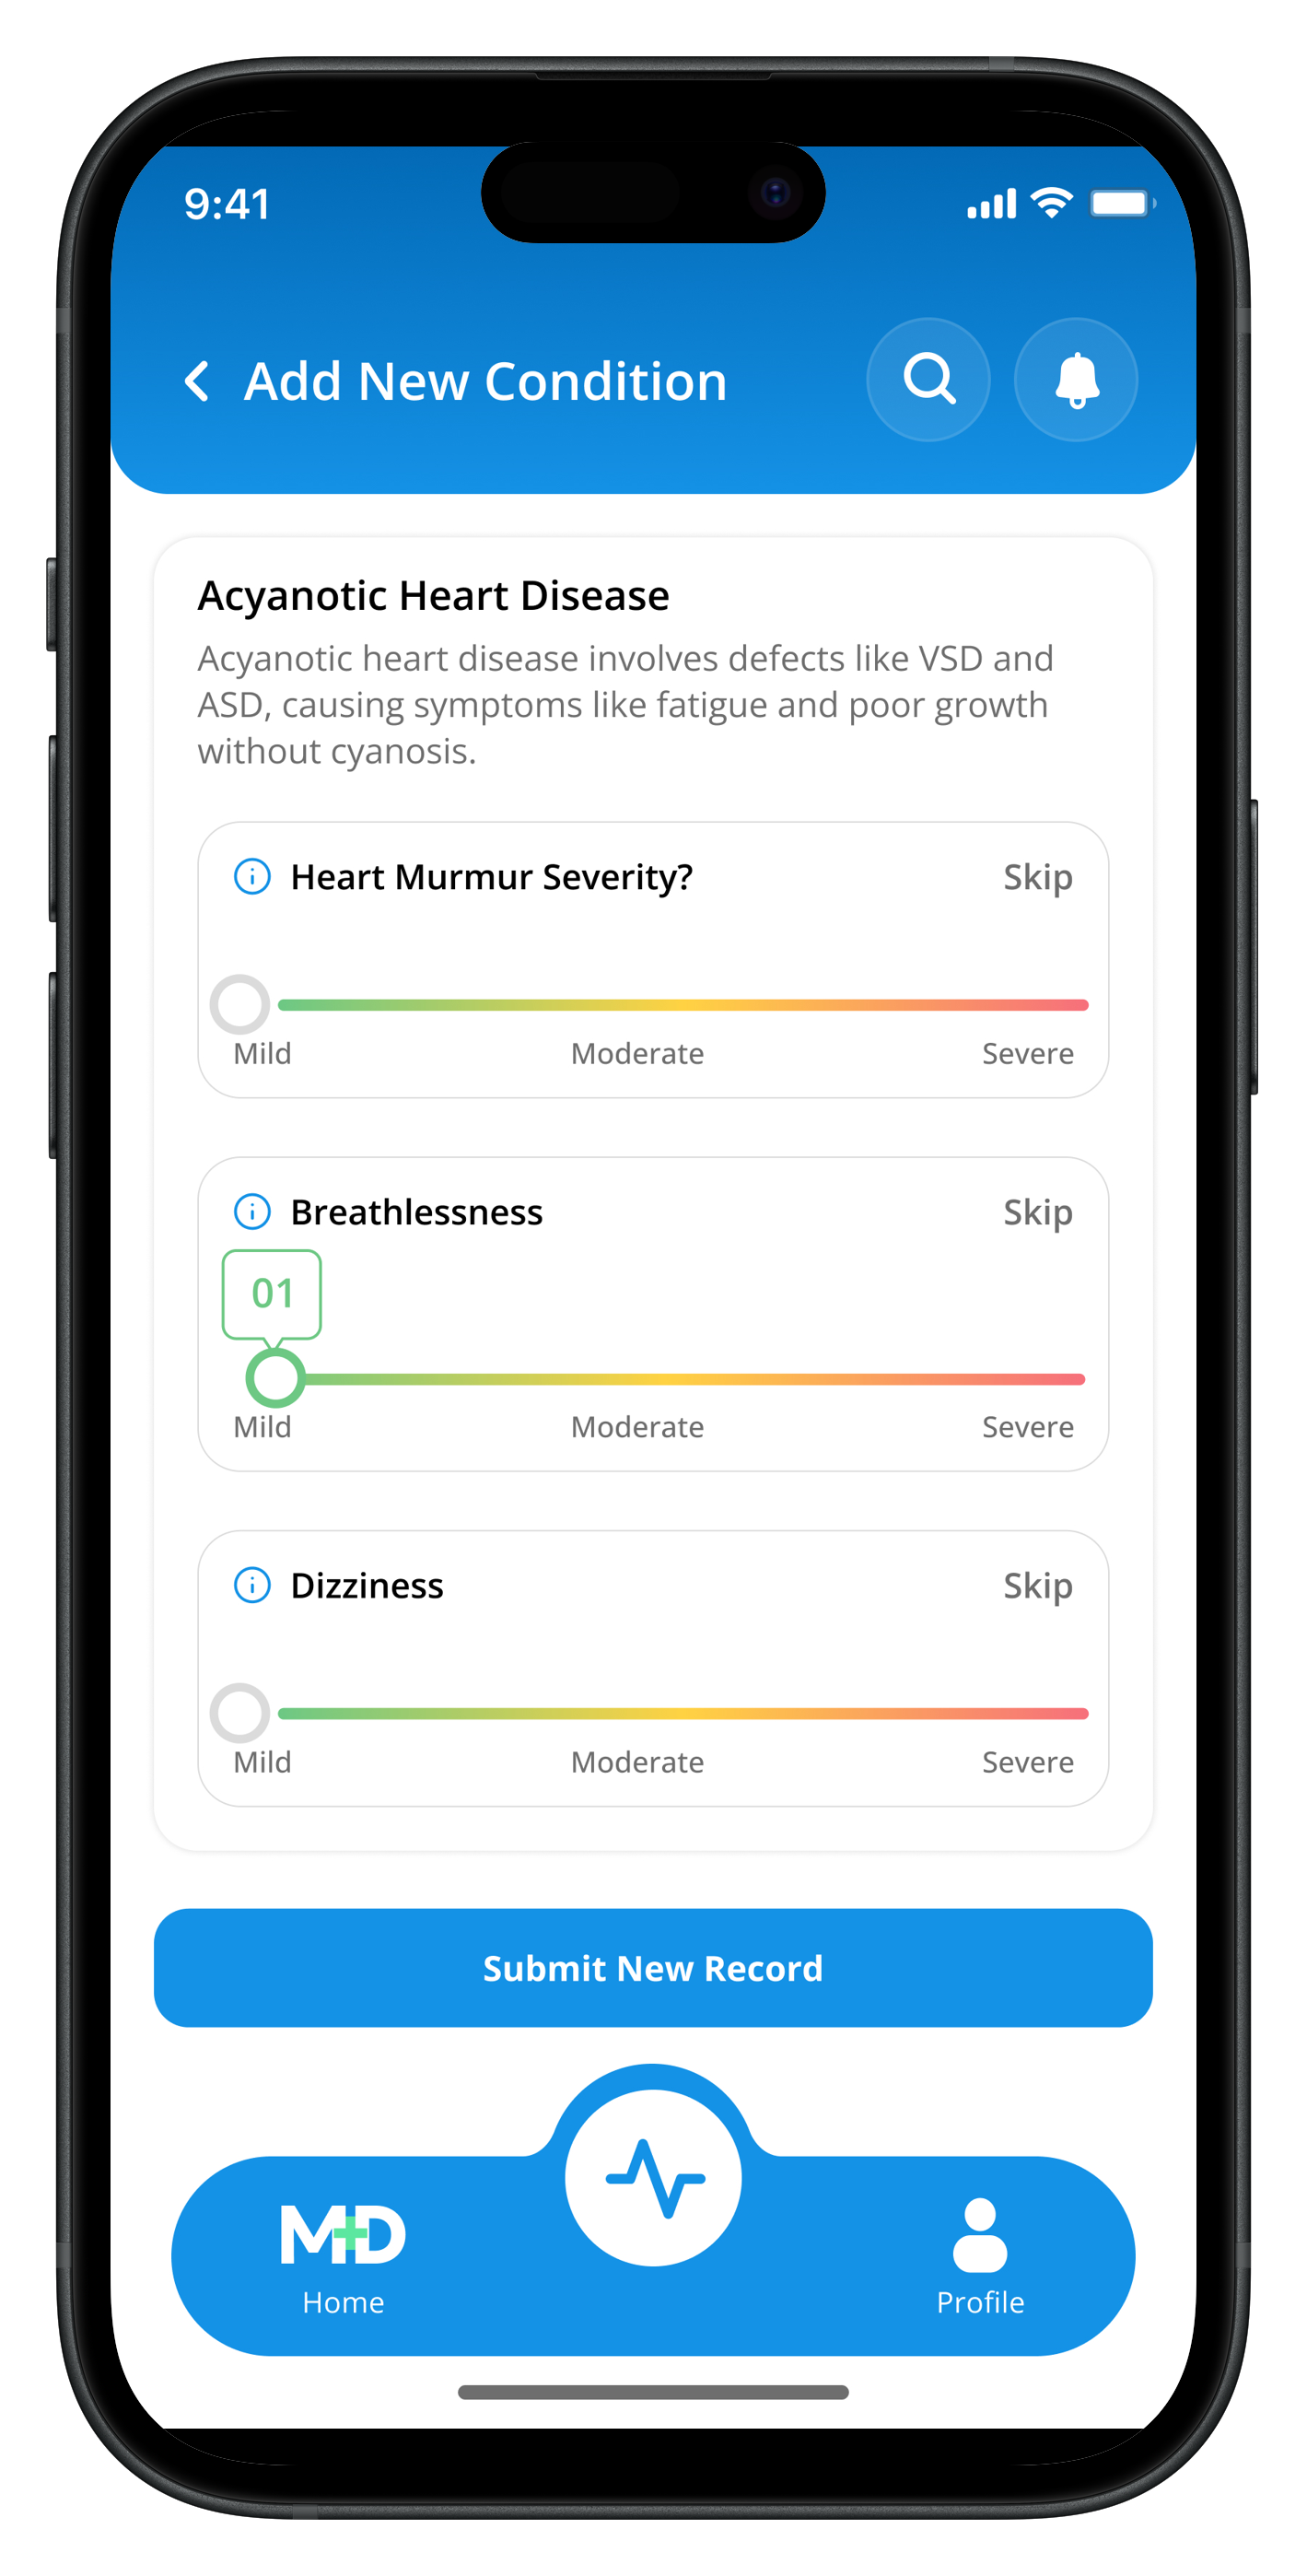 9:41
Add New Condition
Acyanotic Heart Disease
Acyanotic heart disease involves defects like VSD and
ASD, causing symptoms like fatigue and poor growth
without cyanosis.
Heart Murmur Severity? Skip
Mild Moderate Severe
Breathlessness Skip
01
Mild Moderate Severe
Dizziness Skip
Mild Moderate Severe
Submit New Record
M+D
Home Profile